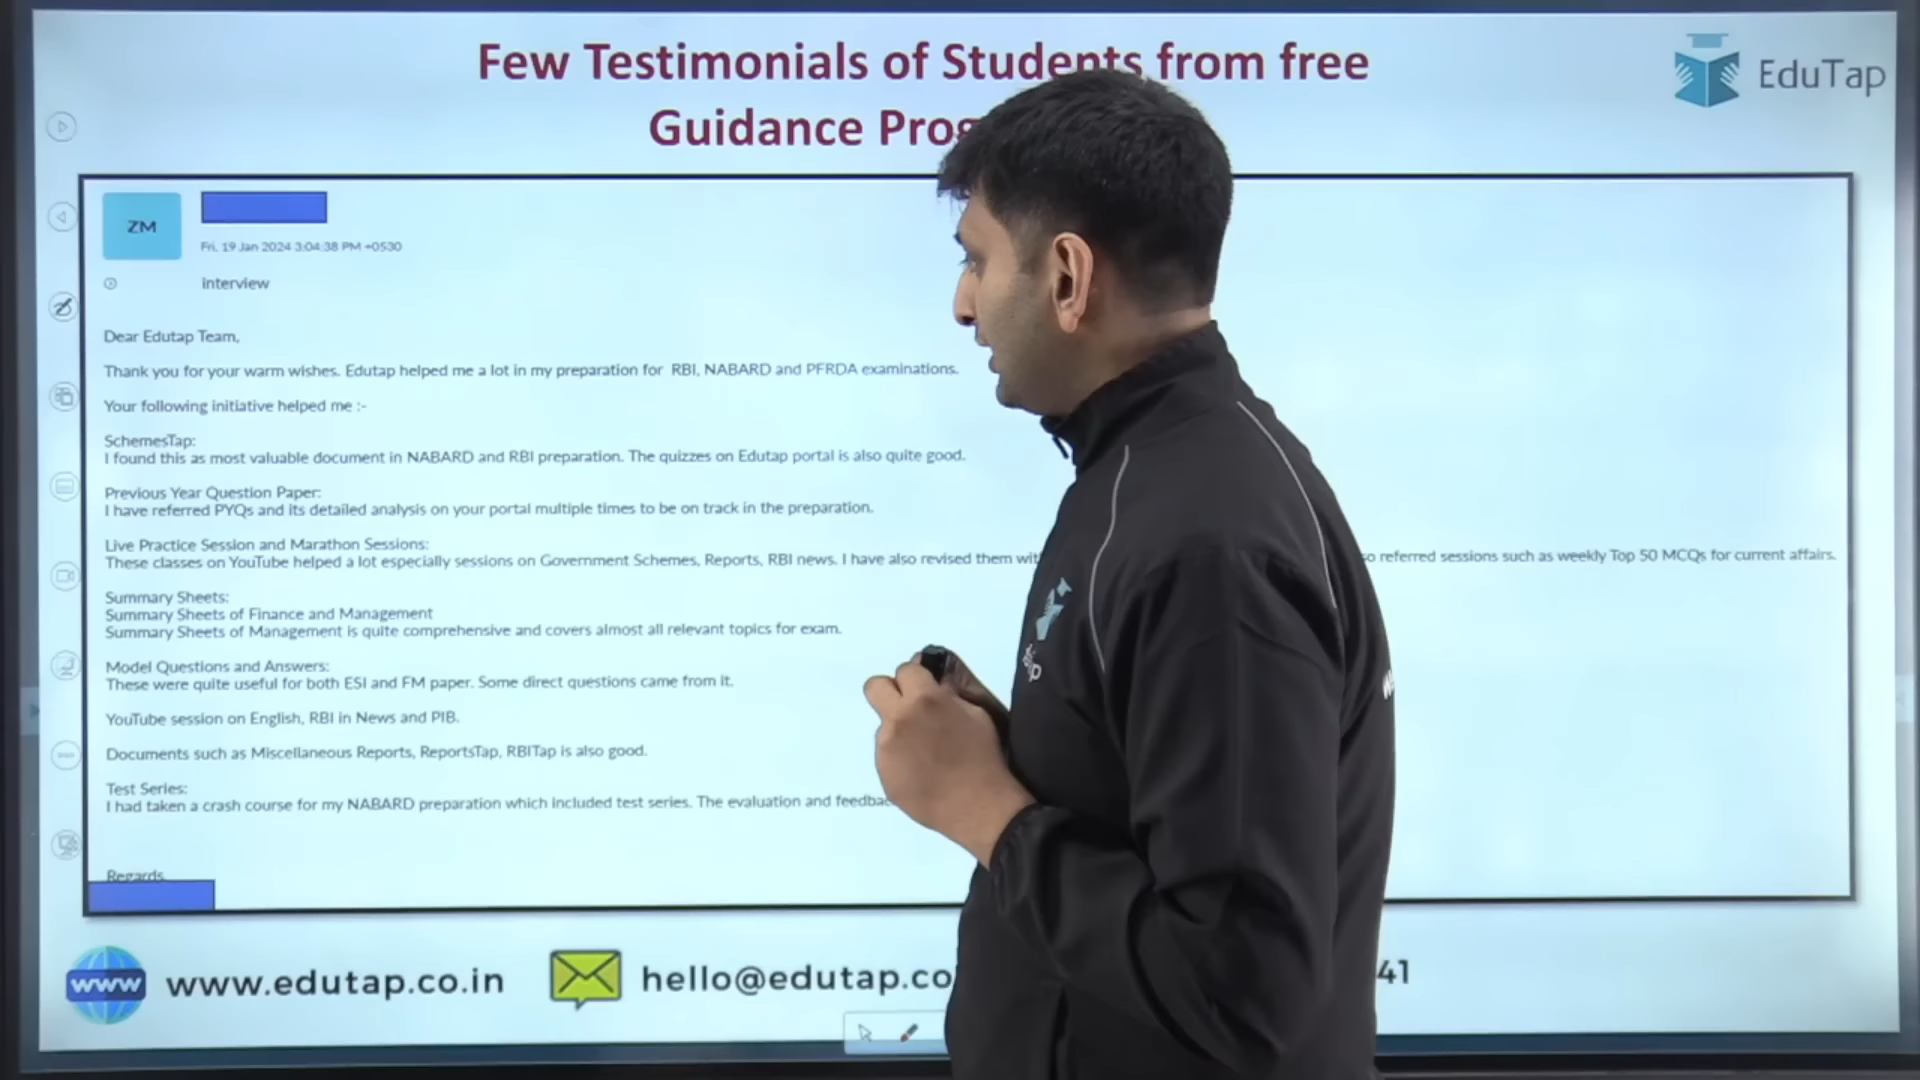 Few Testimonials of Students from free
Guidance
EduTap
ZM
Fri, 19 Jan 2024 3:04:38 PM +0530
Interview
Dear Edutap Team,
Thank you for your warm wishes. Edutap helped me a lot in my preparation for RBI, NABARD and PFRDA examinations.
Your following initiative helped me :-
SchemesTap:
I found this as most valuable document in NABARD and RBI preparation. The quizzes on Edutap portal is also quite good.
Previous Year Question Paper:
I have referred PYQs and its detailed analysis on your portal multiple times to be on track in the preparation.
Live Practice Session and Marathon Sessions:
These classes on YouTube helped a lot especially sessions on Government Schemes, Reports, RBI news. I have also revised them referred sessions such as weekly Top 50 MCQs for current affairs.
Summary Sheets:
Summary Sheets of Finance and Management
Summary Sheets of Management is quite comprehensive and covers almost all relevant topics for exam.
Model Questions and Answers:
These were quite useful for both ESI and FM paper. Some direct questions came from it.
YouTube session on English, RBI in News and PIB.
Documents such as Miscellaneous Reports, ReportsTap, RBITap is also good.
Test Series:
I had taken a crash course for my NABARD preparation which included test series. The evaluation and
Regards
www www.edutap.co.in
hello@edutap.co
41